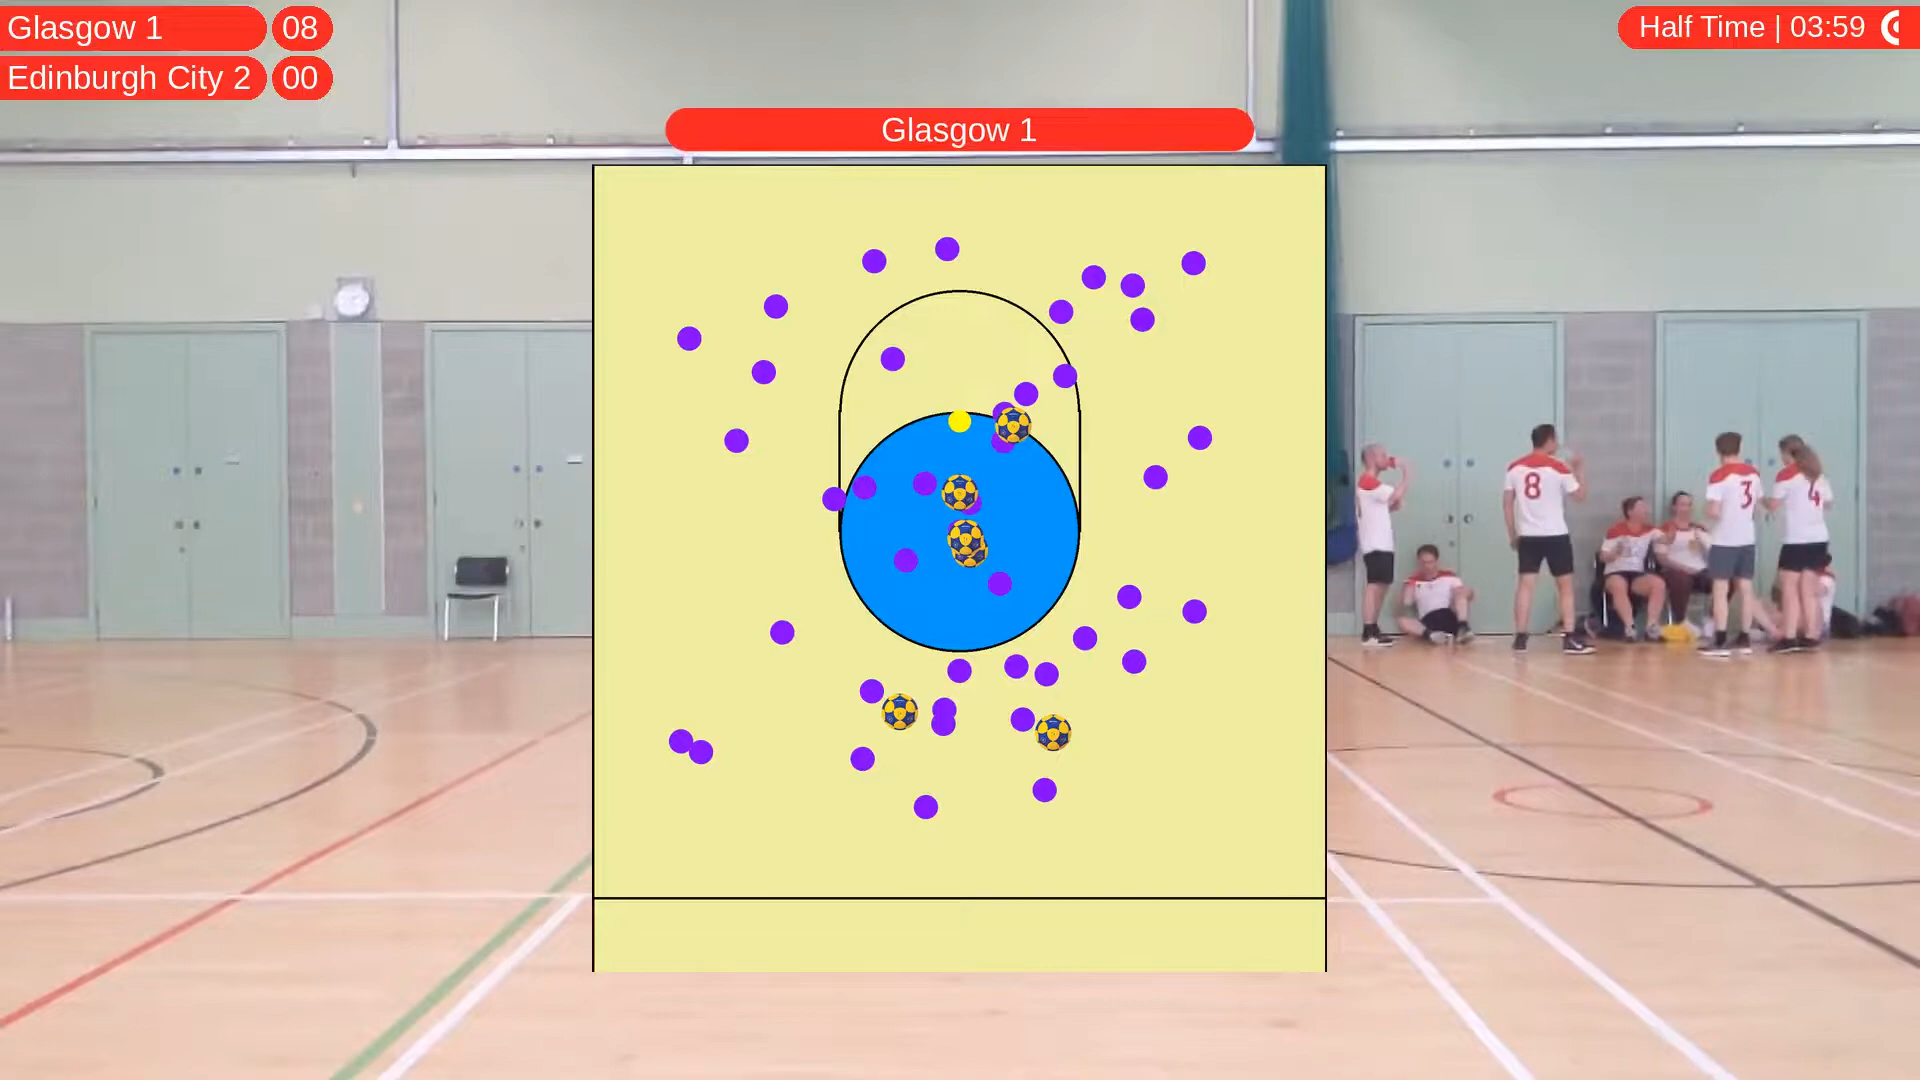 Glasgow 1 08
Edinburgh City 2 00
Half Time | 03:59
Glasgow 1
8
3
4